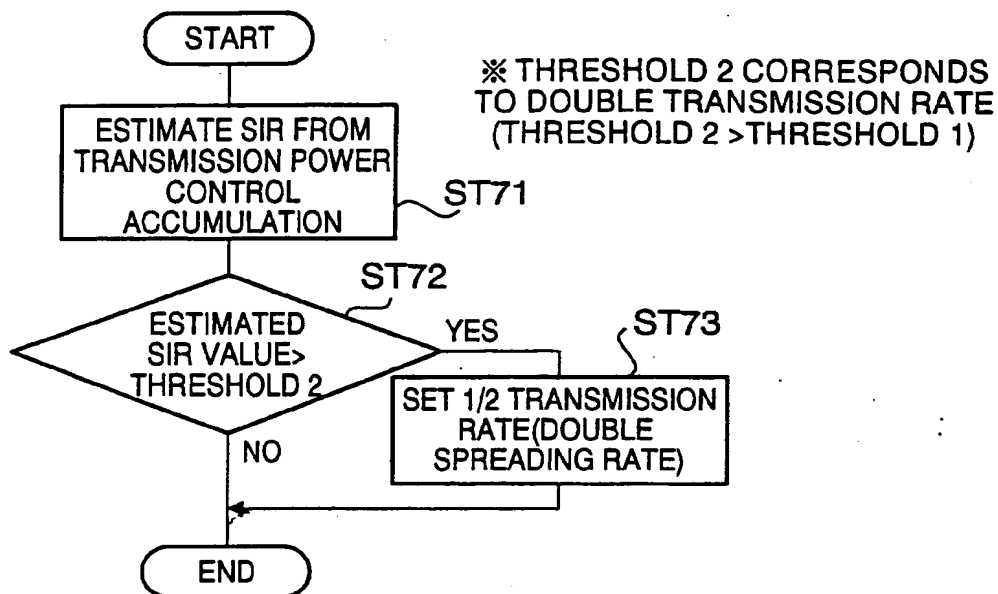 START
※ THRESHOLD 2 CORRESPONDS
TO DOUBLE TRANSMISSION RATE
(THRESHOLD 2 >THRESHOLD 1)
ESTIMATE SIR FROM
TRANSMISSION POWER
CONTROL
ACCUMULATION
ST71
ST72
ESTIMATED
SIR VALUE>
THRESHOLD 2
YES
ST73
SET 1/2 TRANSMISSION
RATE(DOUBLE
SPREADING RATE)
NO
END